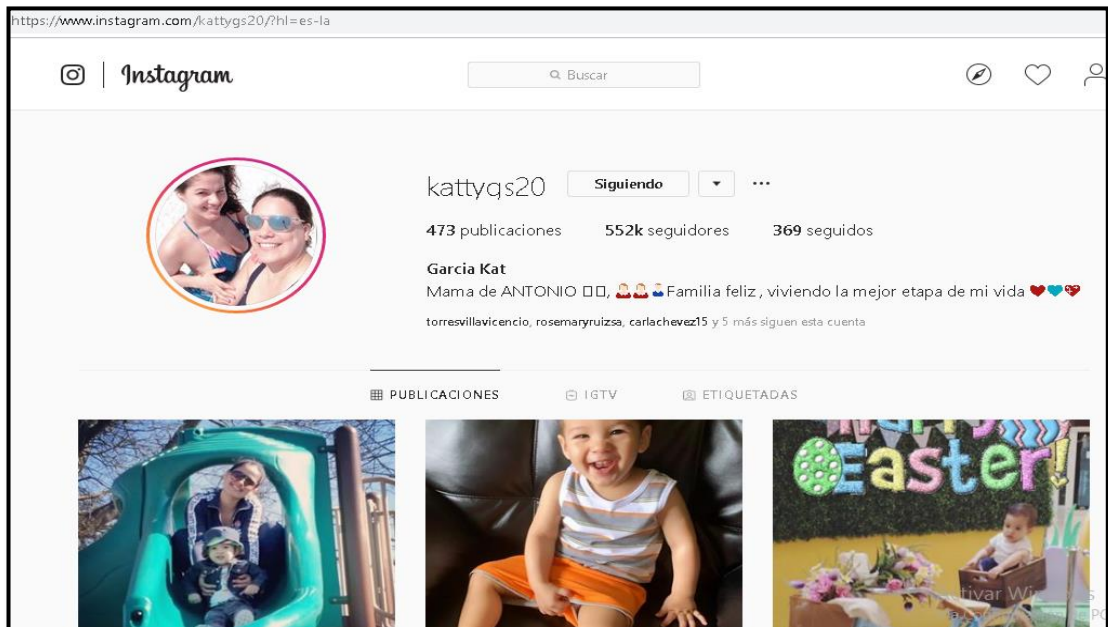 https://www.instagram.com/kattygs20/?hl=es-la
Instagram
Buscar
kattygs20 Siguiendo
473 publicaciones 552k seguidores 369 seguidos
Garcia Kat
Mama de ANTONIO □□, Familia feliz , viviendo la mejor etapa de mi vida
torresvillavicencio, rosemaryruizsa, carlachevez15 y 5 más siguen esta cuenta
PUBLICACIONES IGTV ETIQUETADAS
Easter!